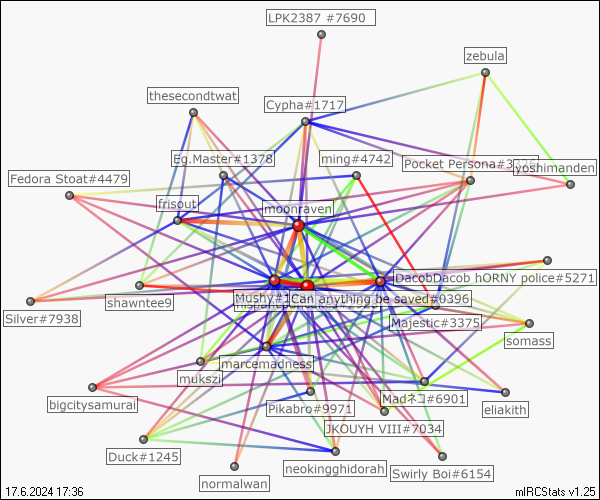 LPK2387 #7690
zebula
thesecondtwat
Cypha#1717
Eg.Master#1378
ming#4742
Pocket Persona#3
yoshimanden
Fedora Stoat#4479
frisout
moonraven
DacobDacob hORNY police#5271
shawntee9
Mushy#1
Can anything be saved#0396
Silver#7938
Majestic#3375
somass
marcemadness
mukszi
bigcitysamurai
Madネコ#6901
eliakith
Pikabro#9971
JKOUYH VIII#7034
Duck#1245
neokingghidorah
Swirly Boi#6154
normalwan
17.6.2024 17:36
mIRCStats v1.25